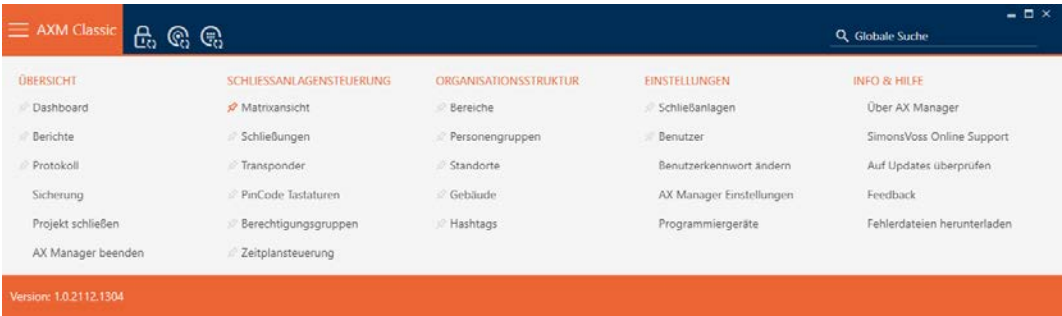 AXM Classic
Globale Suche
ÜBERSICHT
Dashboard
Berichte
Protokoll
Sicherung
Projekt schließen
AX Manager beenden
SCHLIESSANLAGENSTEUERUNG
Matrixansicht
Schließungen
Transponder
PinCode Tastaturen
Berechtigungsgruppen
Zeitplansteuerung
ORGANISATIONSSTRUKTUR
Bereiche
Personengruppen
Standorte
Gebäude
Hashtags
EINSTELLUNGEN
Schließanlagen
Benutzer
Benutzerkennwort ändern
AX Manager Einstellungen
Programmiergeräte
INFO & HILFE
Über AX Manager
SimonsVoss Online Support
Auf Updates überprüfen
Feedback
Fehlerdateien herunterladen
Version: 1.0.2112.1304